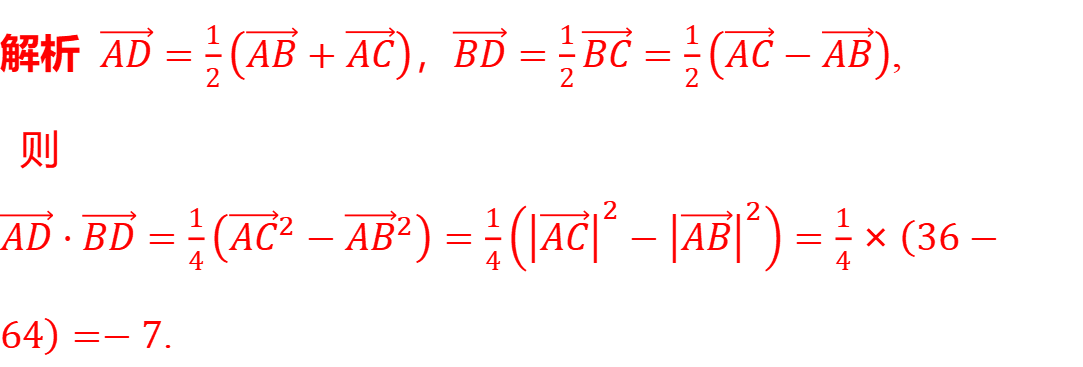 解析 $\overrightarrow{AD}=\frac{1}{2}(\overrightarrow{AB}+\overrightarrow{AC})$, $\overrightarrow{BD}=\frac{1}{2}\overrightarrow{BC}=\frac{1}{2}(\overrightarrow{AC}-\overrightarrow{AB})$,
则
$\overrightarrow{AD}\cdot\overrightarrow{BD}=\frac{1}{4}(\overrightarrow{AC}^2-\overrightarrow{AB}^2)=\frac{1}{4}(|\overrightarrow{AC}|^2-|\overrightarrow{AB}|^2)=\frac{1}{4}\times(36-$
$64)=-7.$